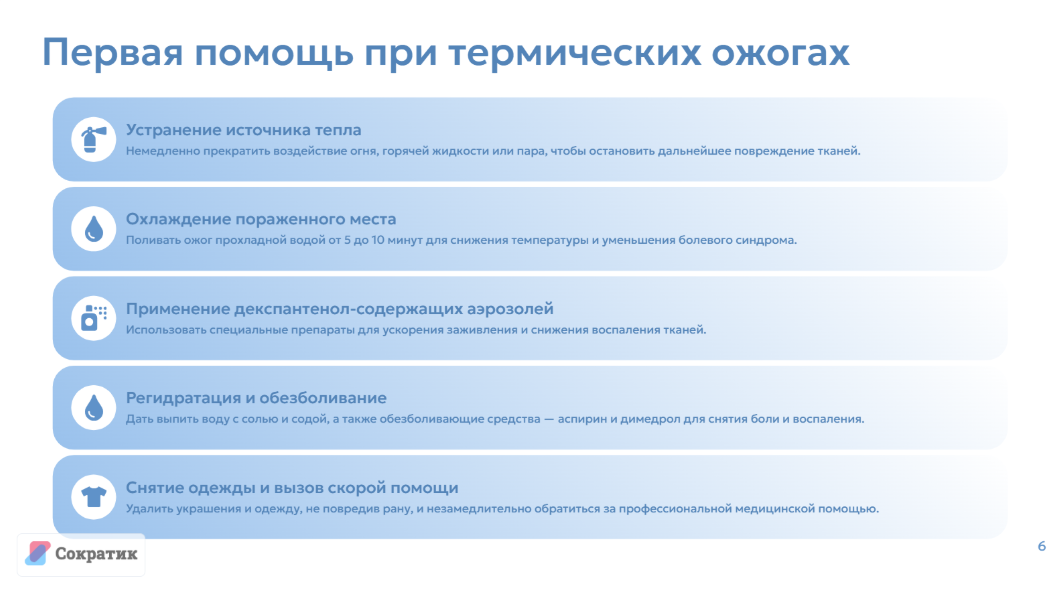 Первая помощь при термических ожогах
Устранение источника тепла
Немедленно прекратить воздействие огня, горячей жидкости или пара, чтобы остановить дальнейшее повреждение тканей.
Охлаждение пораженного места
Поливать ожог прохладной водой от 5 до 10 минут для снижения температуры и уменьшения болевого синдрома.
Применение декспантенол-содержащих аэрозолей
Использовать специальные препараты для ускорения заживления и снижения воспаления тканей.
Регидратация и обезболивание
Дать выпить воду с солью и содой, а также обезболивающие средства — аспирин и димедрол для снятия боли и воспаления.
Снятие одежды и вызов скорой помощи
Удалить украшения и одежду, не повредив рану, и незамедлительно обратиться за профессиональной медицинской помощью.
Сократик
6